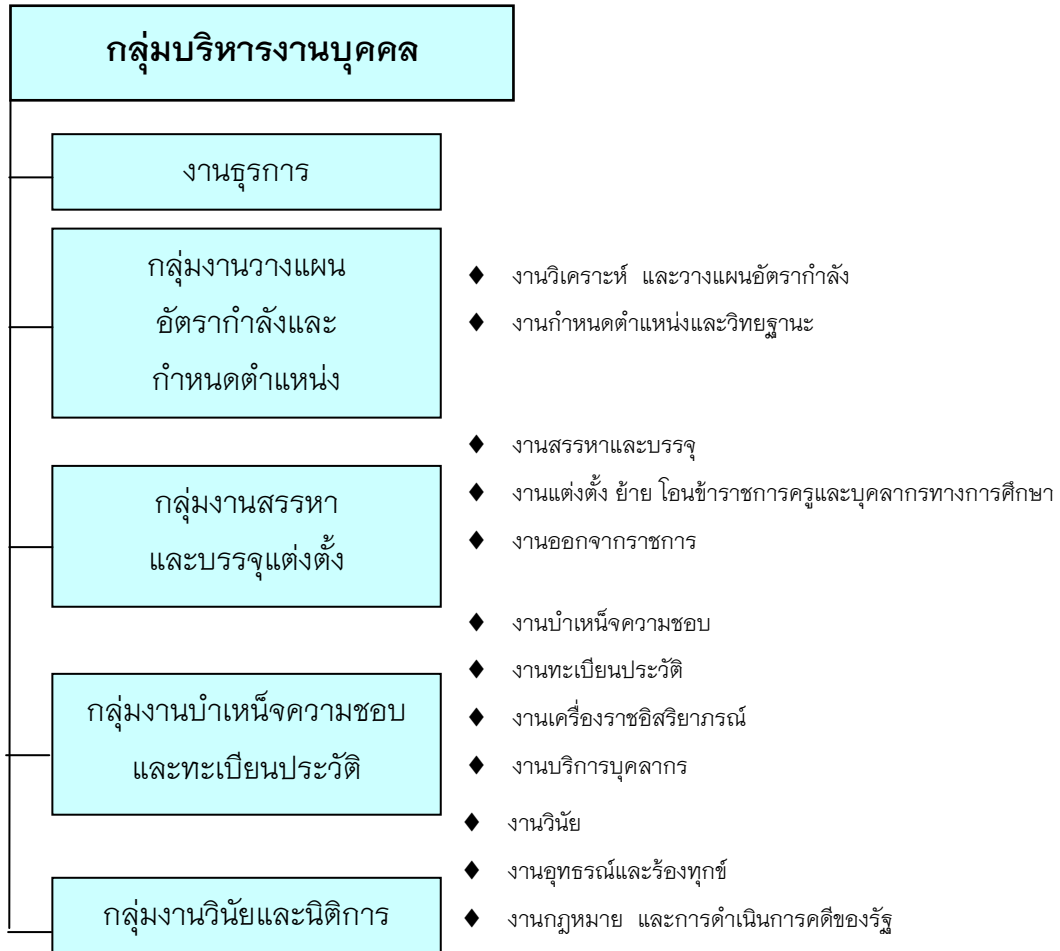 กลุ่มบริหารงานบุคคล
งานธุรการ
กลุ่มงานวางแผน
อัตรากำลังและ
กำหนดตำแหน่ง
♦ งานวิเคราะห์ และวางแผนอัตรากำลัง
♦ งานกำหนดตำแหน่งและวิทยฐานะ
กลุ่มงานสรรหา
และบรรจุแต่งตั้ง
♦ งานสรรหาและบรรจุ
♦ งานแต่งตั้ง ย้าย โอนข้าราชการครูและบุคลากรทางการศึกษา
♦ งานออกจากราชการ
กลุ่มงานบำเหน็จความชอบ
และทะเบียนประวัติ
♦ งานบำเหน็จความชอบ
♦ งานทะเบียนประวัติ
♦ งานเครื่องราชอิสริยาภรณ์
♦ งานบริการบุคลากร
กลุ่มงานวินัยและนิติการ
♦ งานวินัย
♦ งานอุทธรณ์และร้องทุกข์
♦ งานกฎหมาย และการดำเนินการคดีของรัฐ